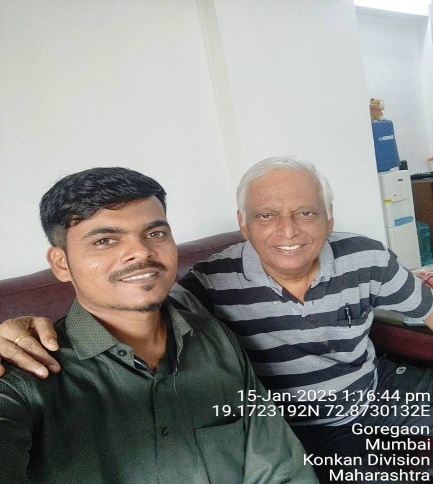 15-Jan-2025 1:16:44 pm
19.1723192N 72.8730132E
Goregaon
Mumbai
Konkan Division
Maharashtra